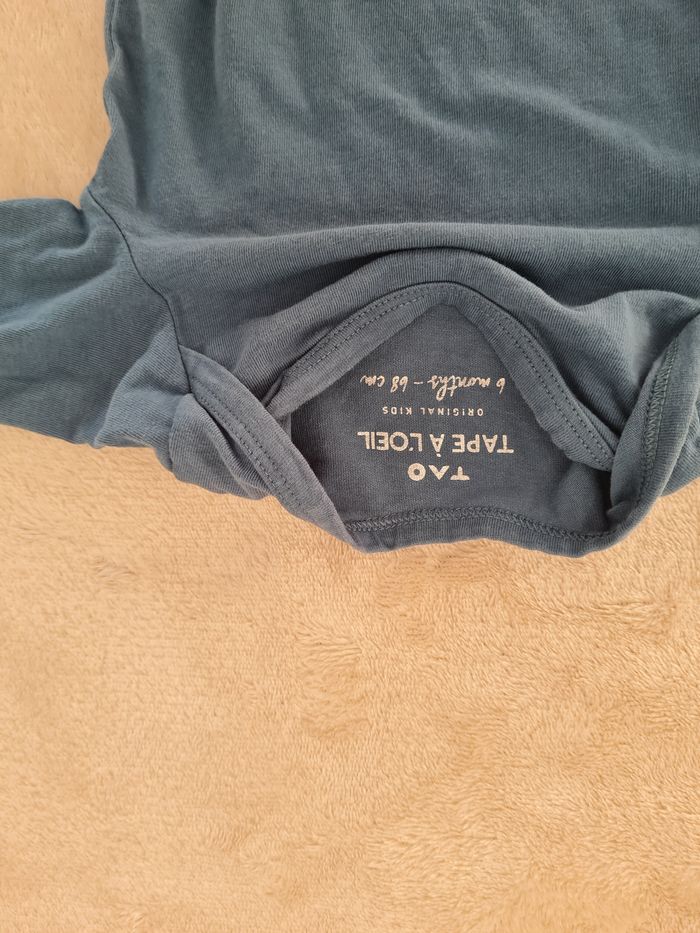 TAO
TAPE À L'OEIL
ORIGINAL KIDS
6 months - 68 cm